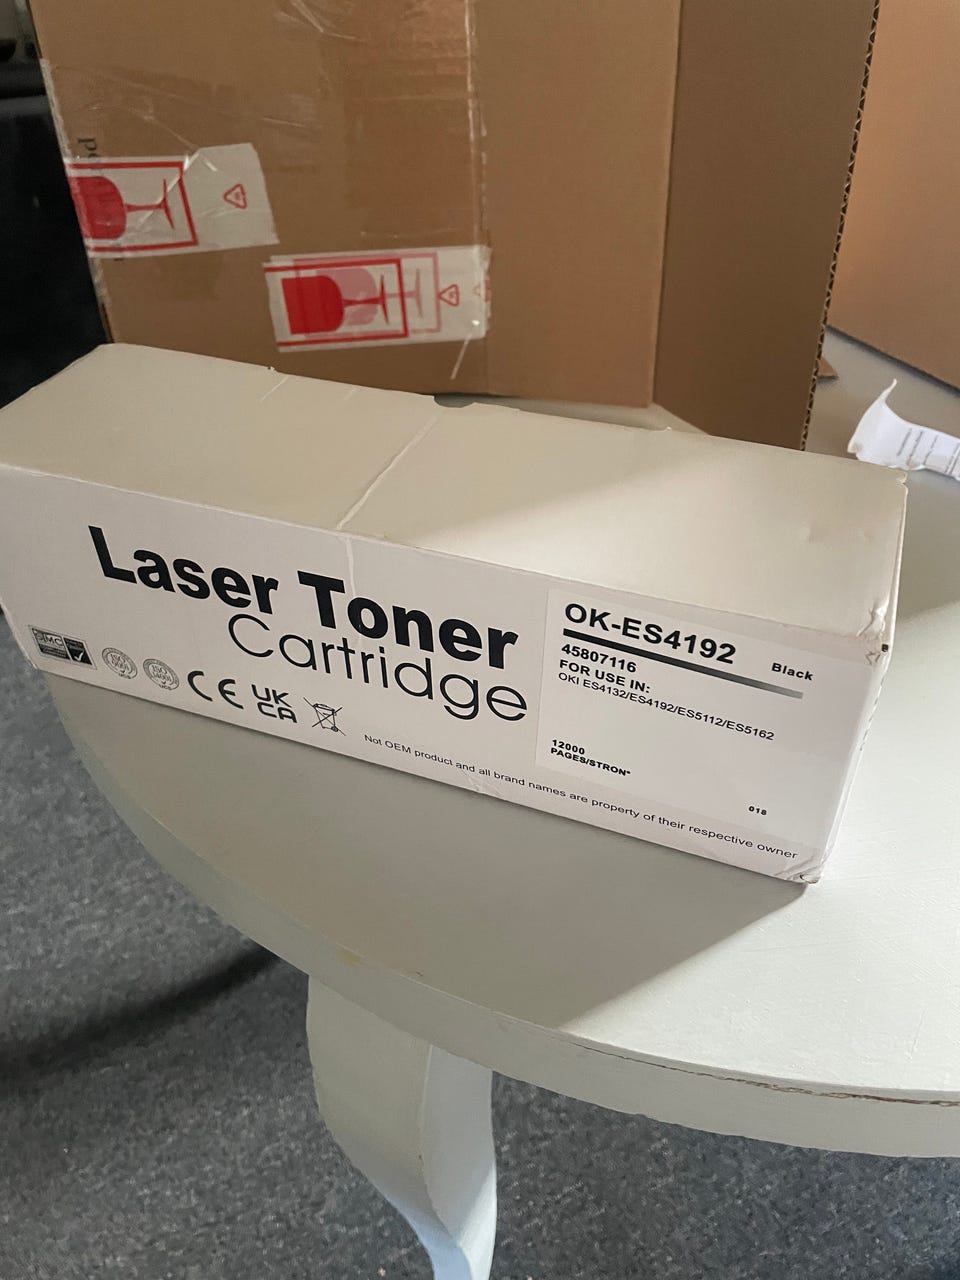 Laser Toner
Cartridge
OK-ES4192
Black
45807116
FOR USE IN:
OKI ES4132/ES4192/ES5112/ES5162
12000
PAGES/STRON*
018
CE
UK
CA
Not OEM product and all brand names are property of their respective owner